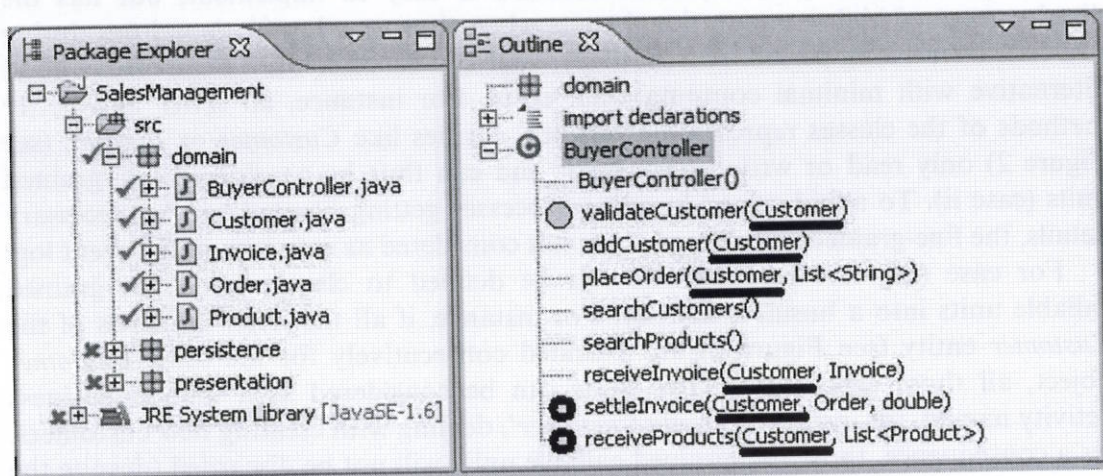 Package Explorer
SalesManagement
src
domain
BuyerController.java
Customer.java
Invoice.java
Order.java
Product.java
persistence
presentation
JRE System Library [JavaSE-1.6]
Outline
domain
import declarations
BuyerController
BuyerController()
validateCustomer(Customer)
addCustomer(Customer)
placeOrder(Customer, List<String>)
searchCustomers()
searchProducts()
receiveInvoice(Customer, Invoice)
settleInvoice(Customer, Order, double)
receiveProducts(Customer, List<Product>)